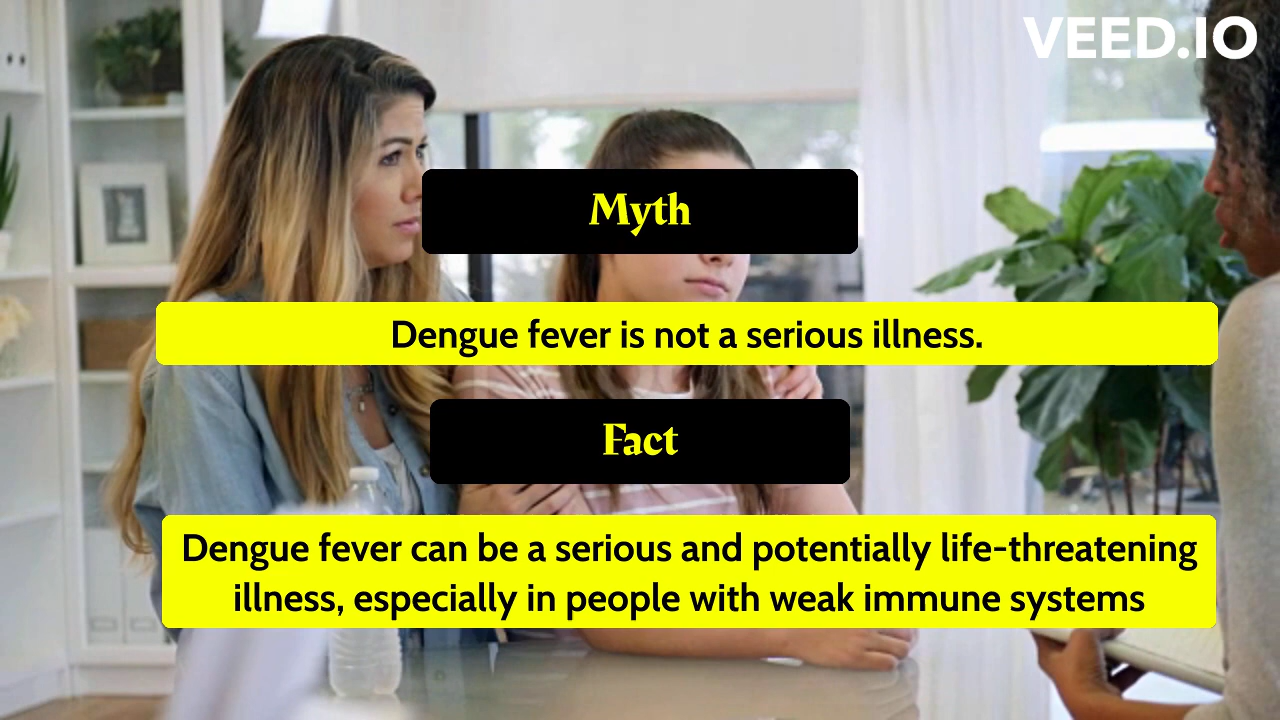 VEED.IO
Myth
Dengue fever is not a serious illness.
Fact
Dengue fever can be a serious and potentially life-threatening
illness, especially in people with weak immune systems